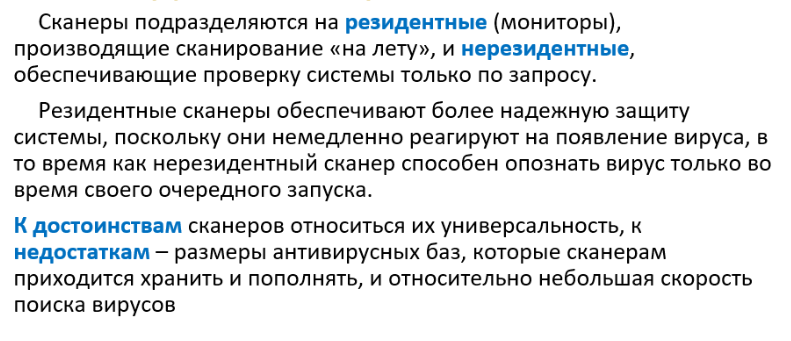 Сканеры подразделяются на резидентные (мониторы),
производящие сканирование «на лету», и нерезидентные,
обеспечивающие проверку системы только по запросу.
Резидентные сканеры обеспечивают более надежную защиту
системы, поскольку они немедленно реагируют на появление вируса, в
то время как нерезидентный сканер способен опознать вирус только во
время своего очередного запуска.
К достоинствам сканеров относиться их универсальность, к
недостаткам – размеры антивирусных баз, которые сканерам
приходится хранить и пополнять, и относительно небольшая скорость
поиска вирусов